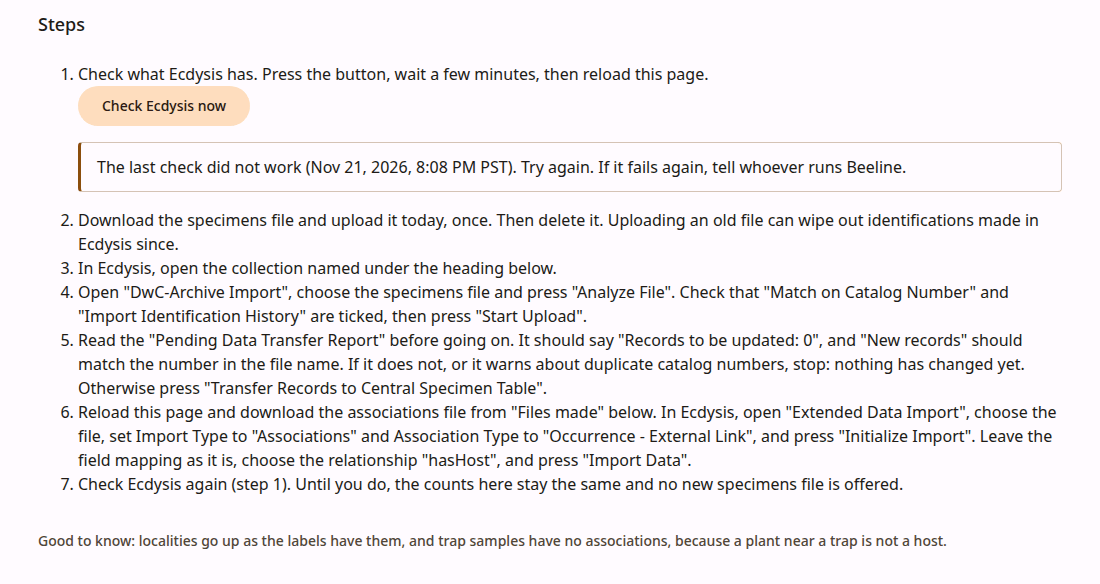 Steps
1. Check what Ecdysis has. Press the button, wait a few minutes, then reload this page.
Check Ecdysis now
The last check did not work (Nov 21, 2026, 8:08 PM PST). Try again. If it fails again, tell whoever runs Beeline.
2. Download the specimens file and upload it today, once. Then delete it. Uploading an old file can wipe out identifications made in
Ecdysis since.
3. In Ecdysis, open the collection named under the heading below.
4. Open "DwC-Archive Import", choose the specimens file and press "Analyze File". Check that "Match on Catalog Number" and
"Import Identification History" are ticked, then press "Start Upload".
5. Read the "Pending Data Transfer Report" before going on. It should say "Records to be updated: 0", and "New records" should
match the number in the file name. If it does not, or it warns about duplicate catalog numbers, stop: nothing has changed yet.
Otherwise press "Transfer Records to Central Specimen Table".
6. Reload this page and download the associations file from "Files made" below. In Ecdysis, open "Extended Data Import", choose the
file, set Import Type to "Associations" and Association Type to "Occurrence - External Link", and press "Initialize Import". Leave the
field mapping as it is, choose the relationship "hasHost", and press "Import Data".
7. Check Ecdysis again (step 1). Until you do, the counts here stay the same and no new specimens file is offered.
Good to know: localities go up as the labels have them, and trap samples have no associations, because a plant near a trap is not a host.